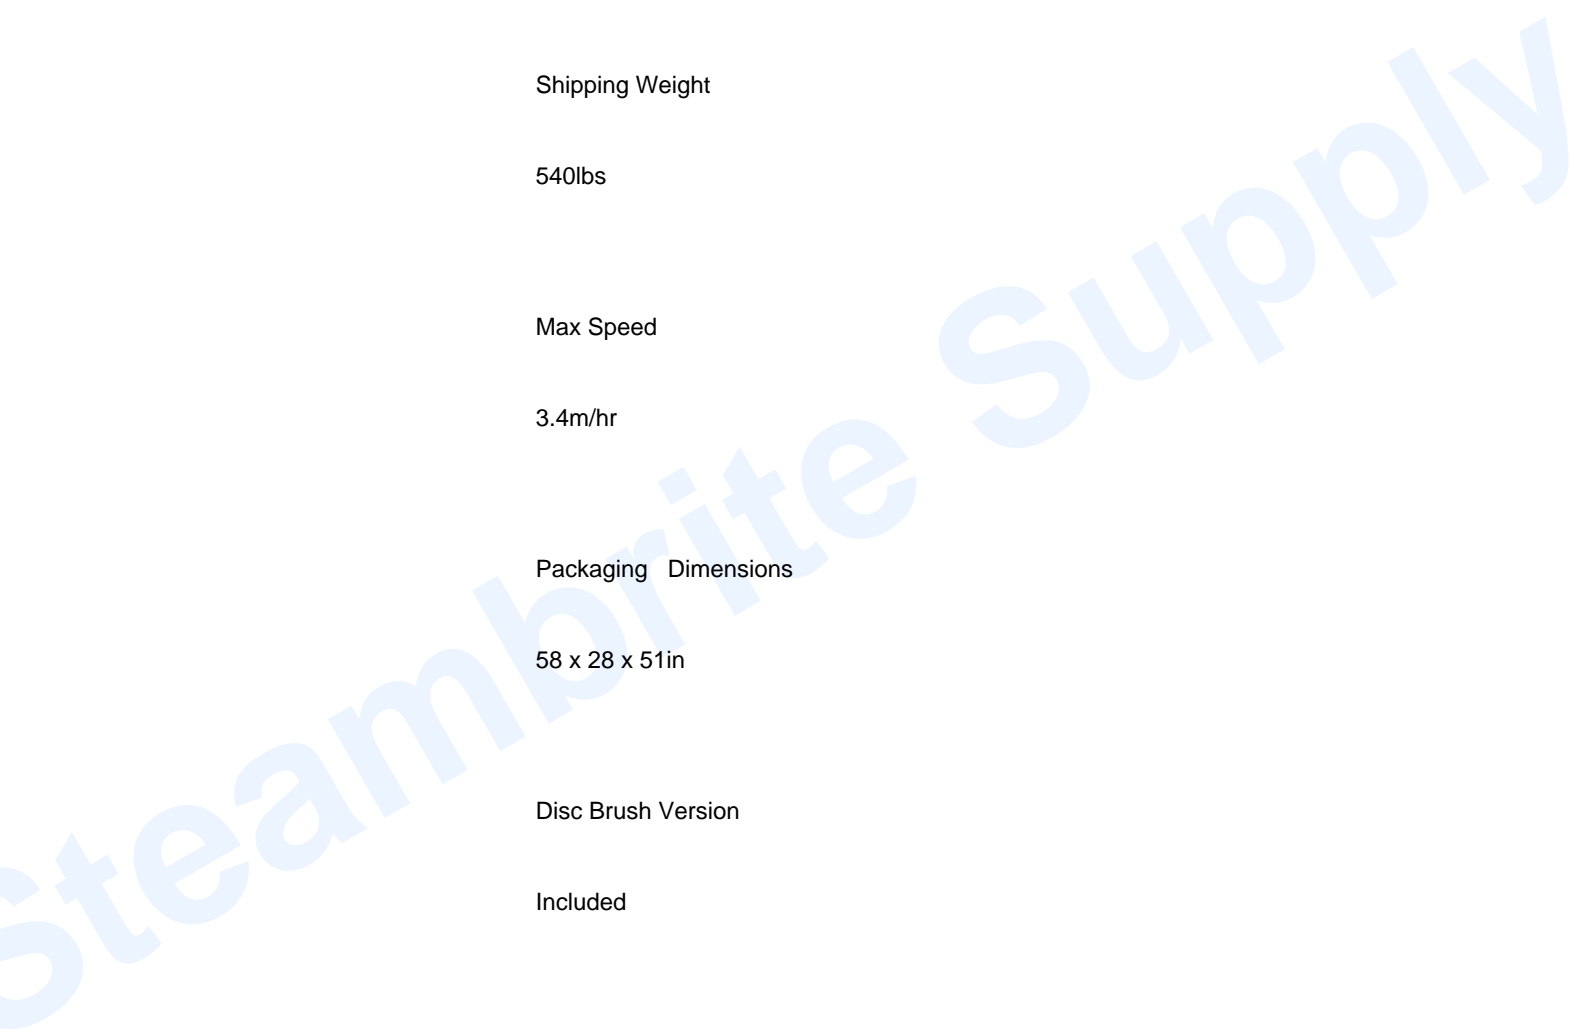 Shipping Weight
540lbs
Max Speed
3.4m/hr
Packaging Dimensions
58 x 28 x 51in
Disc Brush Version
Included
Steambrite Supply